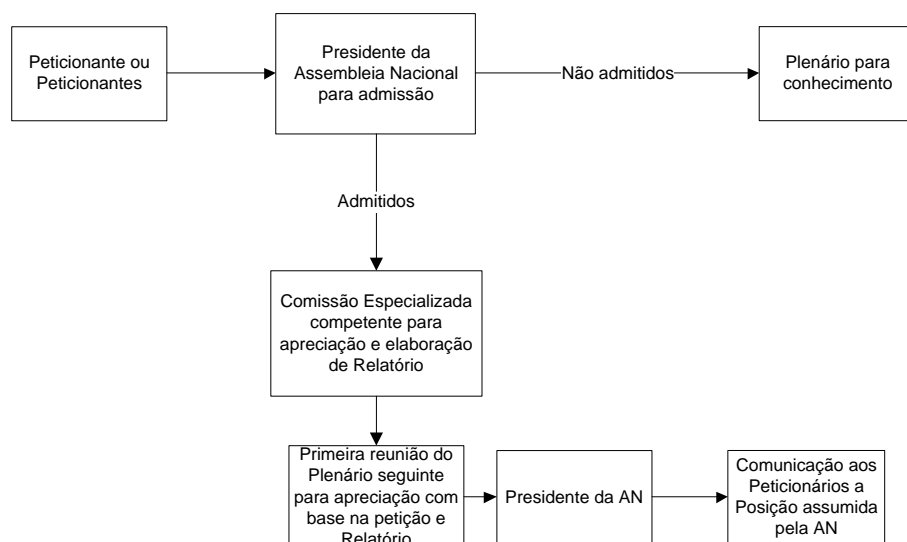 Peticionante ou
Peticionantes
Presidente da
Assembleia Nacional
para admissão
Não admitidos
Plenário para
conhecimento
Admitidos
Comissão Especializada
competente para
apreciação e elaboração
de Relatório
Primeira reunião do
Plenário seguinte
para apreciação com
base na petição e
Relatório
Presidente da AN
Comunicação aos
Peticionários a
Posição assumida
pela AN